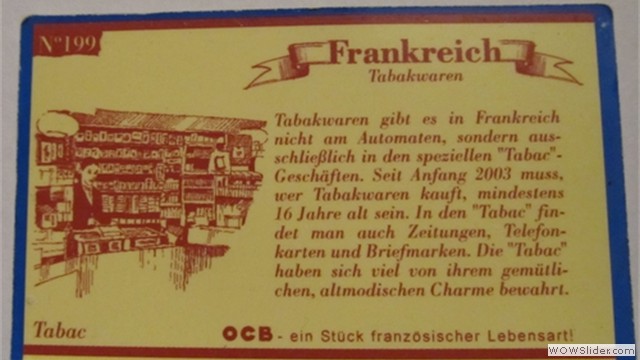 Nº199
Frankreich
Tabakwaren
Tabakwaren gibt es in Frankreich
nicht am Automaten, sondern aus-
schließlich in den speziellen "Tabac"-
Geschäften. Seit Anfang 2003 muss,
wer Tabakwaren kauft, mindestens
16 Jahre alt sein. In den "Tabac" fin-
det man auch Zeitungen, Telefon-
karten und Briefmarken. Die "Tabac"
haben sich viel von ihrem gemütli-
chen, altmodischen Charme bewahrt.
Tabac
OCB - ein Stück französischer Lebensart!
WOWSlider.com